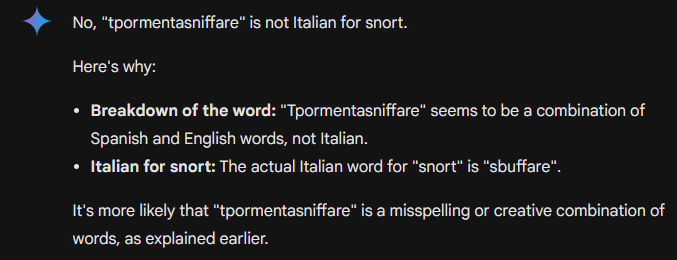 No, "tpormentasniffare" is not Italian for snort.
Here's why:
• Breakdown of the word: "Tpormentasniffare" seems to be a combination of
Spanish and English words, not Italian.
• Italian for snort: The actual Italian word for "snort" is "sbuffare".
It's more likely that "tpormentasniffare" is a misspelling or creative combination of
words, as explained earlier.